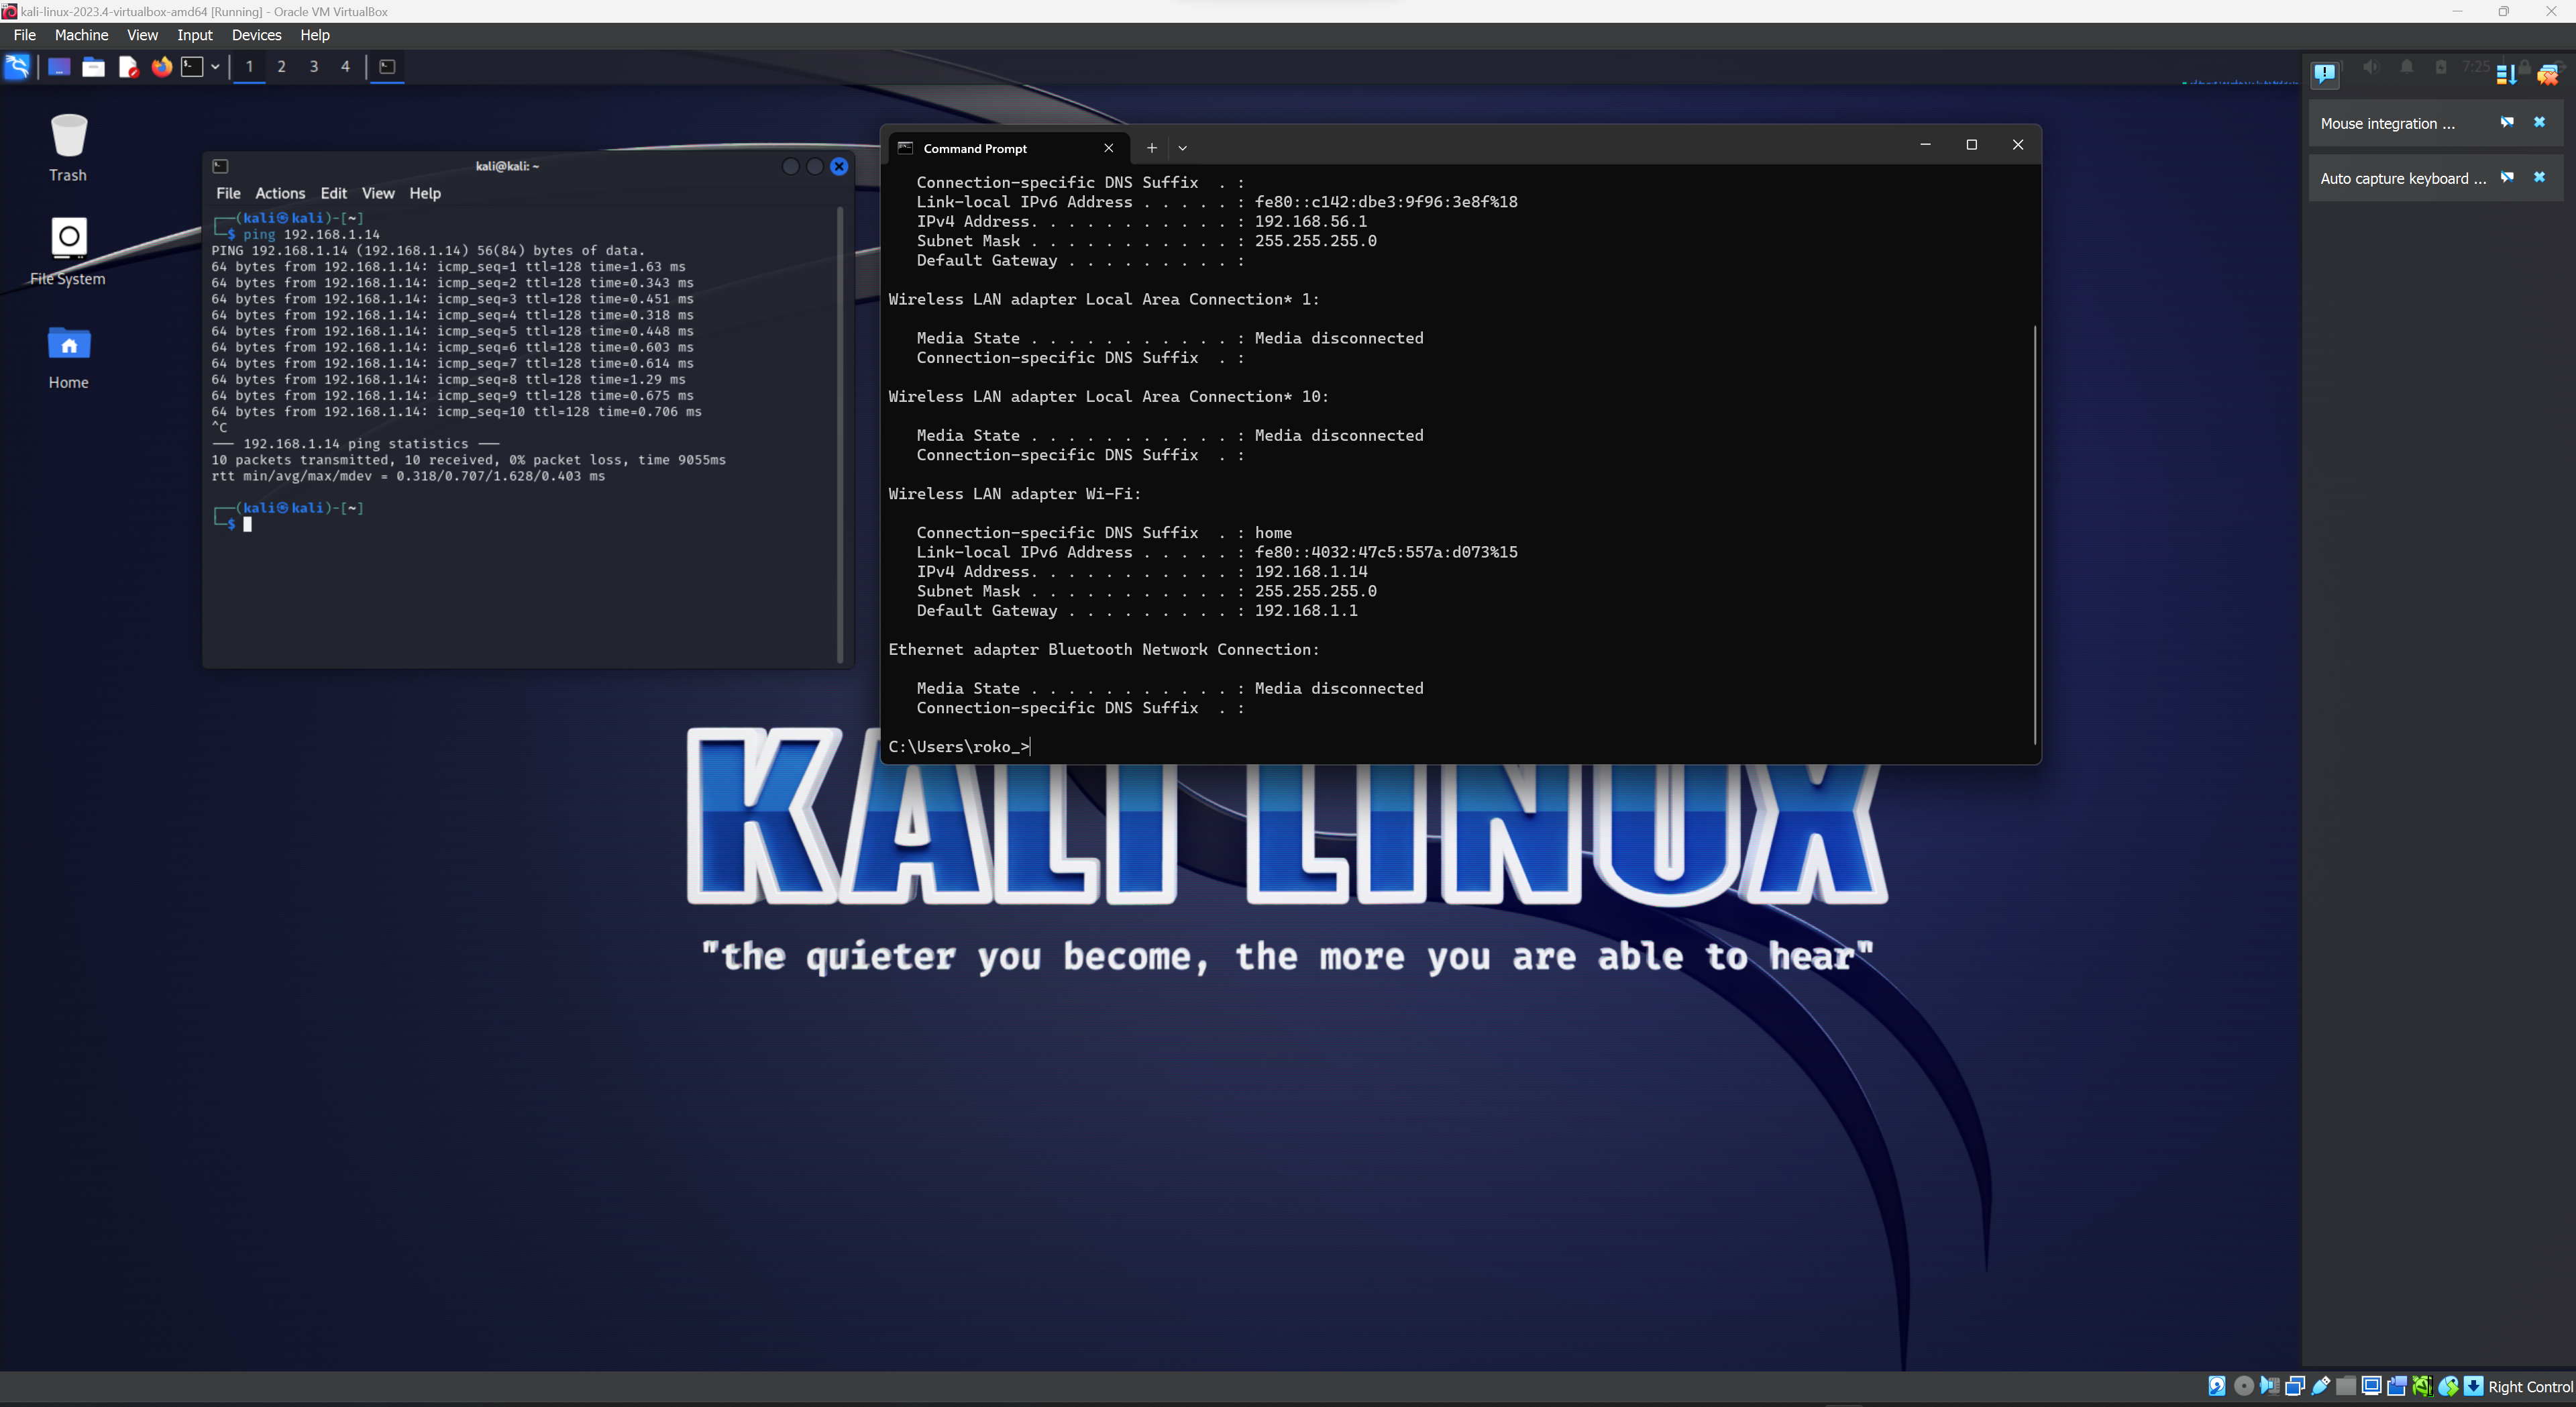 kali-linux-2023.4-virtualbox-amd64 [Running] - Oracle VM VirtualBox
File Machine View Input Devices Help
1 2 3 4
7:25
Mouse integration ...
Auto capture keyboard ...
Trash
File System
Home
kali@kali: ~
File Actions Edit View Help
┌──(kali㉿kali)-[~]
└─$ ping 192.168.1.14
PING 192.168.1.14 (192.168.1.14) 56(84) bytes of data.
64 bytes from 192.168.1.14: icmp_seq=1 ttl=128 time=1.63 ms
64 bytes from 192.168.1.14: icmp_seq=2 ttl=128 time=0.343 ms
64 bytes from 192.168.1.14: icmp_seq=3 ttl=128 time=0.451 ms
64 bytes from 192.168.1.14: icmp_seq=4 ttl=128 time=0.318 ms
64 bytes from 192.168.1.14: icmp_seq=5 ttl=128 time=0.448 ms
64 bytes from 192.168.1.14: icmp_seq=6 ttl=128 time=0.603 ms
64 bytes from 192.168.1.14: icmp_seq=7 ttl=128 time=0.614 ms
64 bytes from 192.168.1.14: icmp_seq=8 ttl=128 time=1.29 ms
64 bytes from 192.168.1.14: icmp_seq=9 ttl=128 time=0.675 ms
64 bytes from 192.168.1.14: icmp_seq=10 ttl=128 time=0.706 ms
^C
--- 192.168.1.14 ping statistics ---
10 packets transmitted, 10 received, 0% packet loss, time 9055ms
rtt min/avg/max/mdev = 0.318/0.707/1.628/0.403 ms
┌──(kali㉿kali)-[~]
└─$
Command Prompt
Connection-specific DNS Suffix . :
Link-local IPv6 Address . . . . . : fe80::c142:dbe3:9f96:3e8f%18
IPv4 Address. . . . . . . . . . . : 192.168.56.1
Subnet Mask . . . . . . . . . . . : 255.255.255.0
Default Gateway . . . . . . . . . :
Wireless LAN adapter Local Area Connection* 1:
Media State . . . . . . . . . . . : Media disconnected
Connection-specific DNS Suffix . :
Wireless LAN adapter Local Area Connection* 10:
Media State . . . . . . . . . . . : Media disconnected
Connection-specific DNS Suffix . :
Wireless LAN adapter Wi-Fi:
Connection-specific DNS Suffix . : home
Link-local IPv6 Address . . . . . : fe80::4032:47c5:557a:d073%15
IPv4 Address. . . . . . . . . . . : 192.168.1.14
Subnet Mask . . . . . . . . . . . : 255.255.255.0
Default Gateway . . . . . . . . . : 192.168.1.1
Ethernet adapter Bluetooth Network Connection:
Media State . . . . . . . . . . . : Media disconnected
Connection-specific DNS Suffix . :
C:\Users\roko_>
KALI LINUX
"the quieter you become, the more you are able to hear"
Right Control